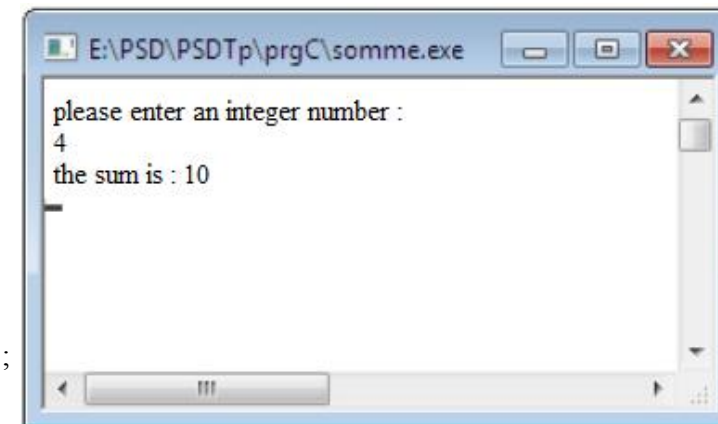 E:\PSD\PSDTp\prgC\somme.exe
please enter an integer number :
4
the sum is : 10
;